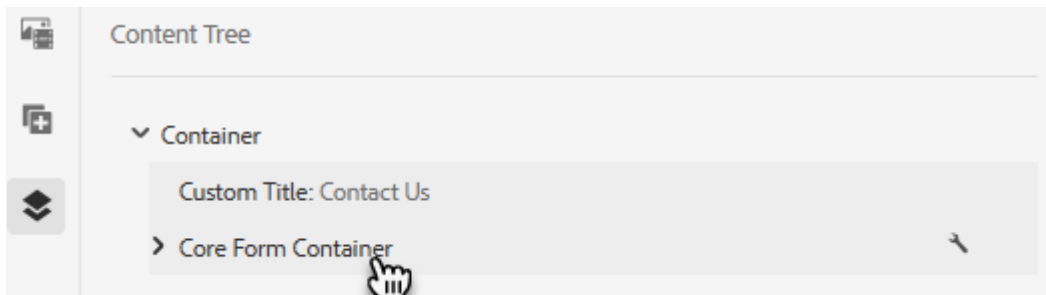 Content Tree
Container
Custom Title: Contact Us
Core Form Container